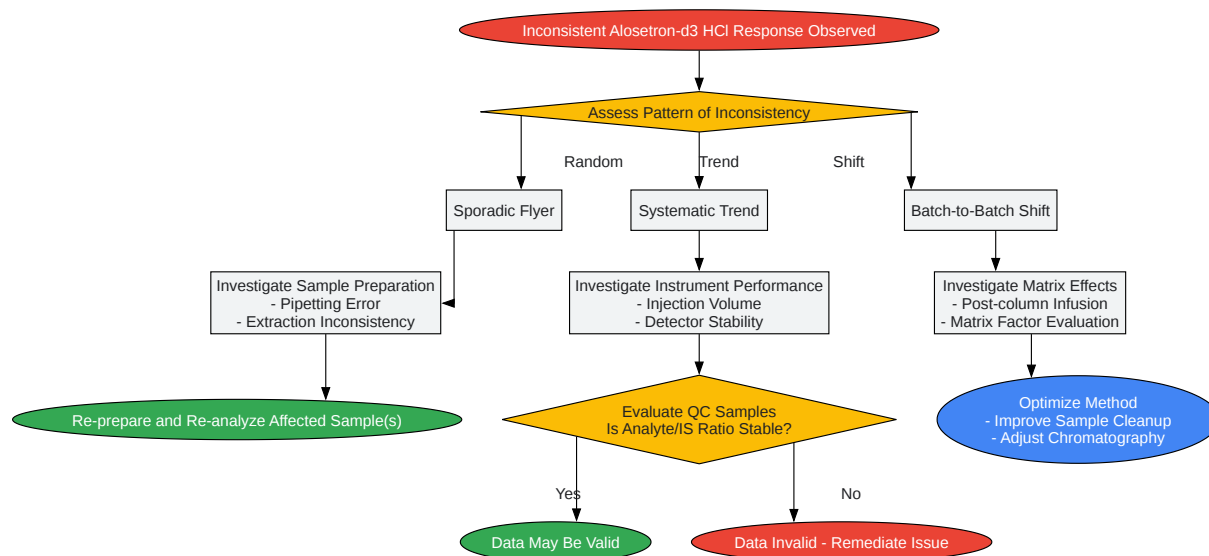 Inconsistent Alosetron-d3 HCl Response Observed
Assess Pattern of Inconsistency
Random
Trend
Shift
Sporadic Flyer
Systematic Trend
Batch-to-Batch Shift
Investigate Sample Preparation
- Pipetting Error
- Extraction Inconsistency
Investigate Instrument Performance
- Injection Volume
- Detector Stability
Investigate Matrix Effects
- Post-column Infusion
- Matrix Factor Evaluation
Re-prepare and Re-analyze Affected Sample(s)
Evaluate QC Samples
Is Analyte/IS Ratio Stable?
Optimize Method
- Improve Sample Cleanup
- Adjust Chromatography
Yes
No
Data May Be Valid
Data Invalid - Remediate Issue